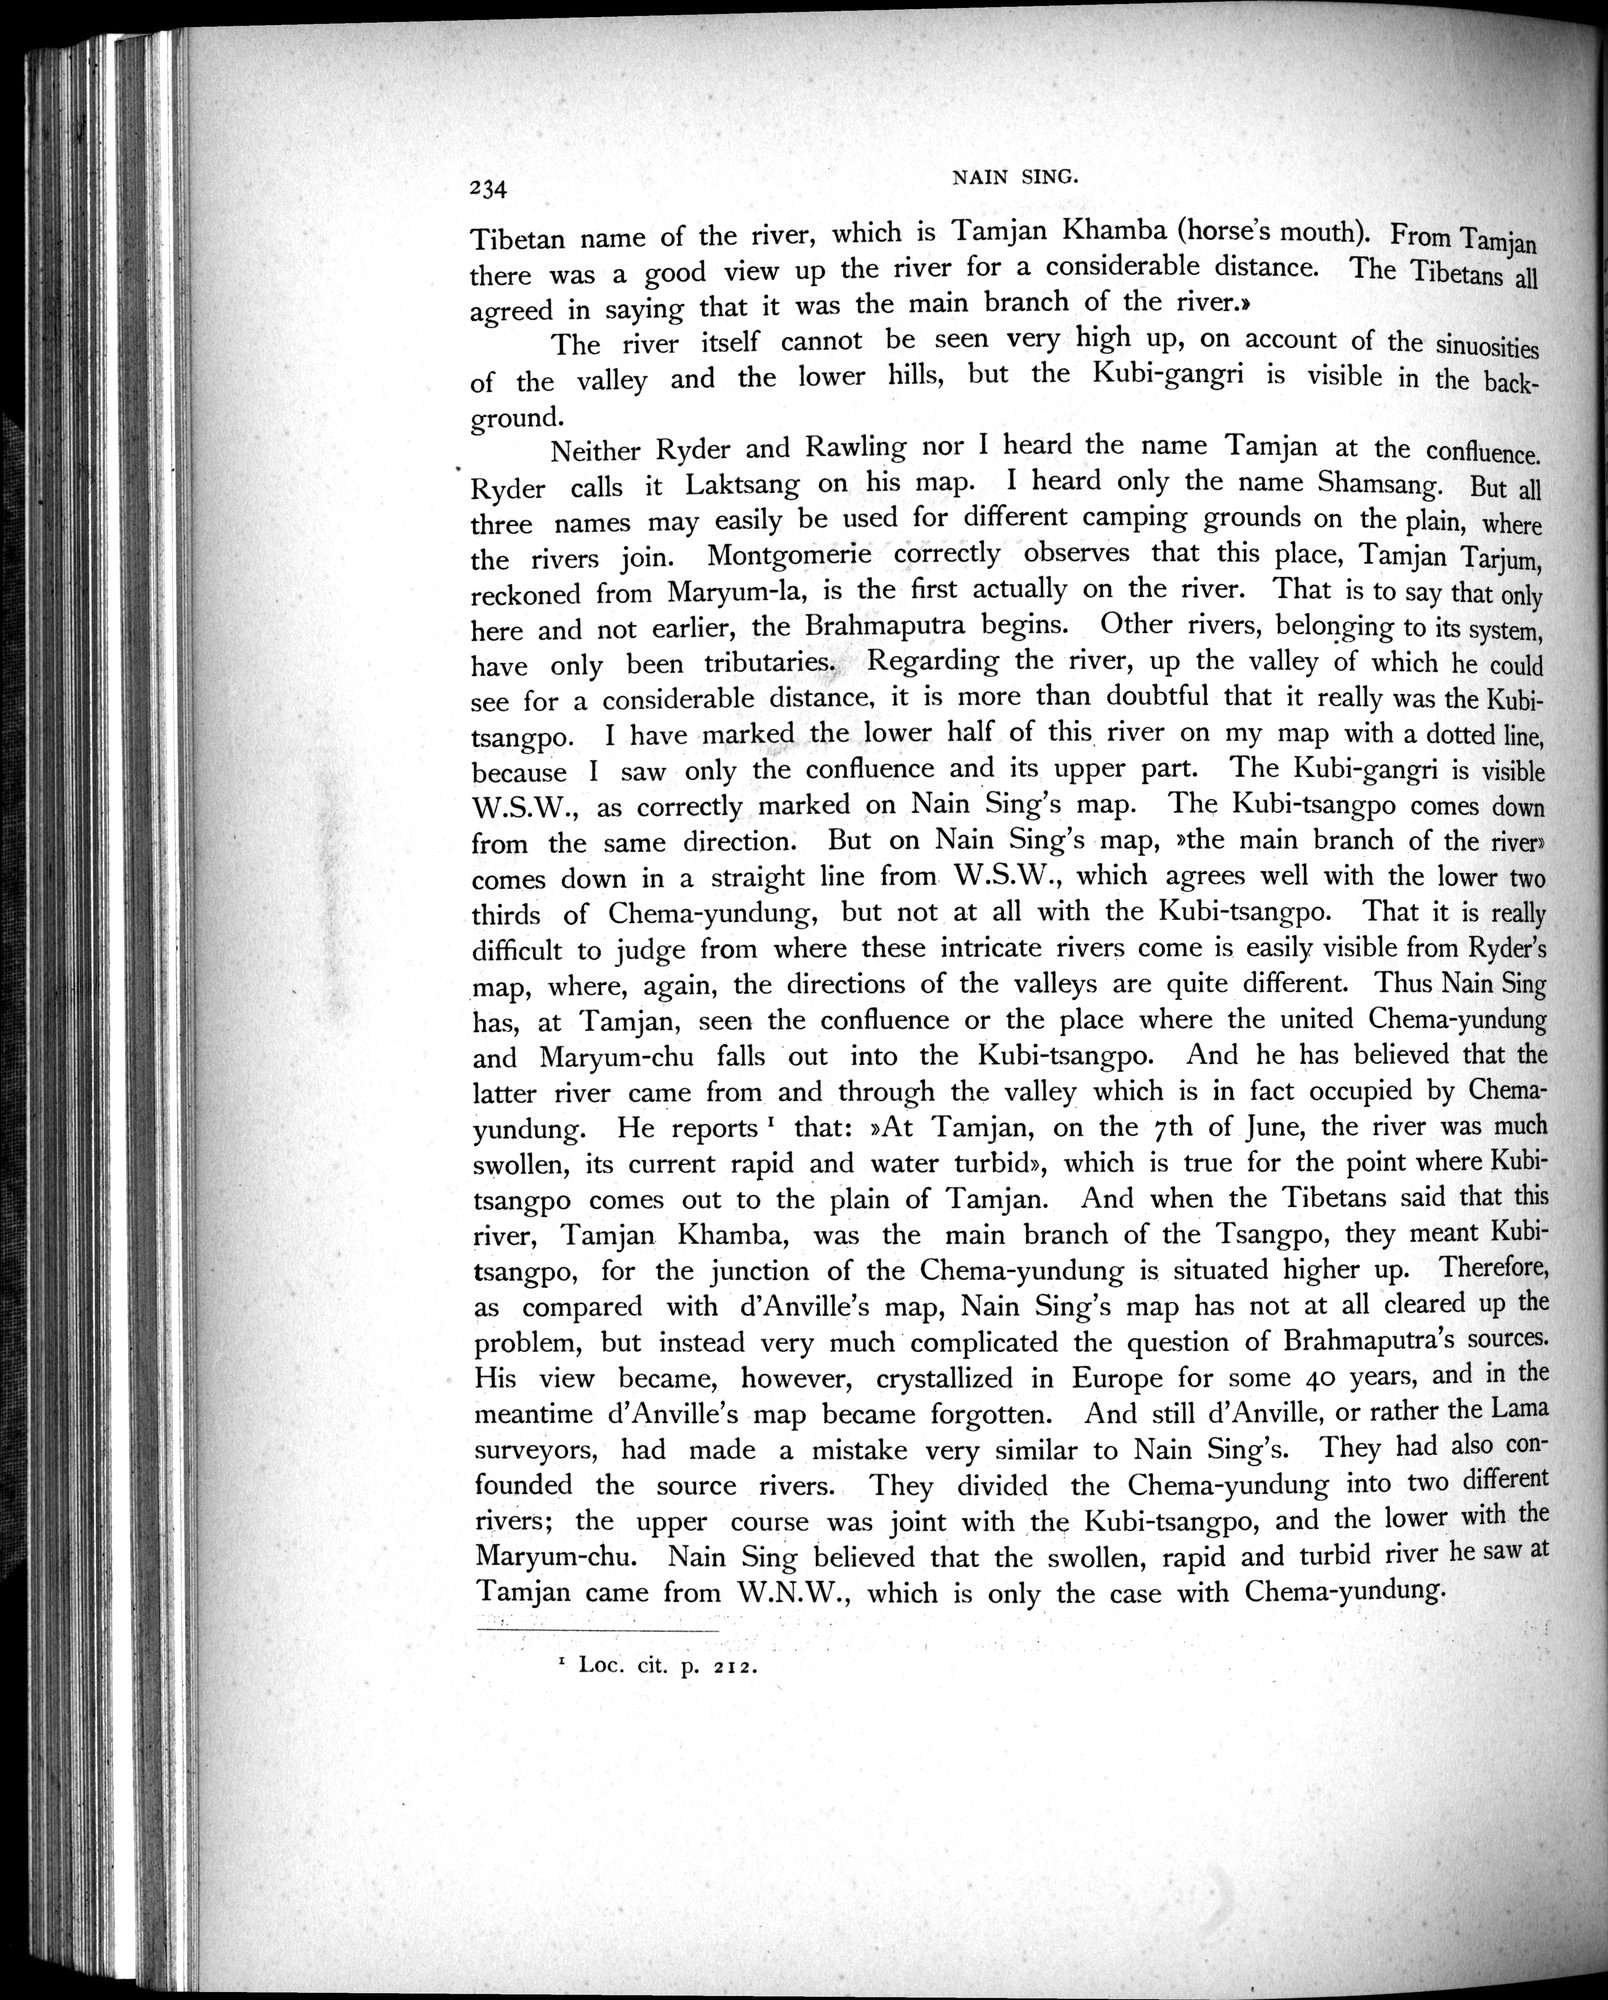 234
NAIN SING.
Tibetan name of the river, which is Tamjan Khamba (horse's mouth). From Tamjan
there was a good view up the river for a considerable distance. The Tibetans all
agreed in saying that it was the main branch of the river.»
The river itself cannot be seen very high up, on account of the sinuosities
of the valley and the lower hills, but the Kubi-gangri is visible in the back-
ground.
Neither Ryder and Rawling nor I heard the name Tamjan at the confluence.
Ryder calls it Laktsang on his map. I heard only the name Shamsang. But all
three names may easily be used for different camping grounds on the plain, where
the rivers join. Montgomerie correctly observes that this place, Tamjan Tarjum,
reckoned from Maryum-la, is the first actually on the river. That is to say that only
here and not earlier, the Brahmaputra begins. Other rivers, belonging to its system,
have only been tributaries. Regarding the river, up the valley of which he could
see for a considerable distance, it is more than doubtful that it really was the Kubi-
tsangpo. I have marked the lower half of this river on my map with a dotted line,
because I saw only the confluence and its upper part. The Kubi-gangri is visible
W.S.W., as correctly marked on Nain Sing's map. The Kubi-tsangpo comes down
from the same direction. But on Nain Sing's map, »the main branch of the river»
comes down in a straight line from W.S.W., which agrees well with the lower two
thirds of Chema-yundung, but not at all with the Kubi-tsangpo. That it is really
difficult to judge from where these intricate rivers come is easily visible from Ryder's
map, where, again, the directions of the valleys are quite different. Thus Nain Sing
has, at Tamjan, seen the confluence or the place where the united Chema-yundung
and Maryum-chu falls out into the Kubi-tsangpo. And he has believed that the
latter river came from and through the valley which is in fact occupied by Chema-
yundung. He reports ¹ that: »At Tamjan, on the 7th of June, the river was much
swollen, its current rapid and water turbid», which is true for the point where Kubi-
tsangpo comes out to the plain of Tamjan. And when the Tibetans said that this
river, Tamjan Khamba, was the main branch of the Tsangpo, they meant Kubi-
tsangpo, for the junction of the Chema-yundung is situated higher up. Therefore,
as compared with d'Anville's map, Nain Sing's map has not at all cleared up the
problem, but instead very much complicated the question of Brahmaputra's sources.
His view became, however, crystallized in Europe for some 40 years, and in the
meantime d'Anville's map became forgotten. And still d'Anville, or rather the Lama
surveyors, had made a mistake very similar to Nain Sing's. They had also con-
founded the source rivers. They divided the Chema-yundung into two different
rivers; the upper course was joint with the Kubi-tsangpo, and the lower with the
Maryum-chu. Nain Sing believed that the swollen, rapid and turbid river he saw at
Tamjan came from W.N.W., which is only the case with Chema-yundung.
¹ Loc. cit. p. 212.